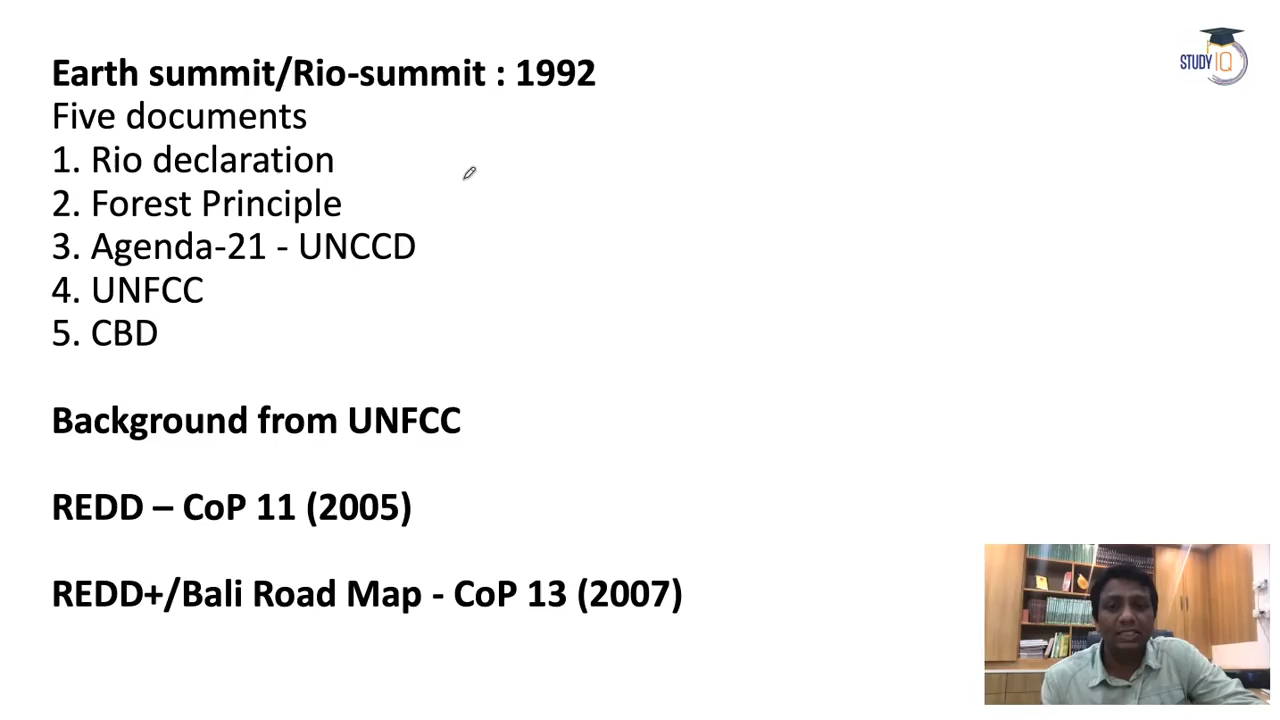 Earth summit/Rio-summit : 1992
STUDY IQ
Five documents
1. Rio declaration
2. Forest Principle
3. Agenda-21 - UNCCD
4. UNFCC
5. CBD
Background from UNFCC
REDD – CoP 11 (2005)
REDD+/Bali Road Map - CoP 13 (2007)